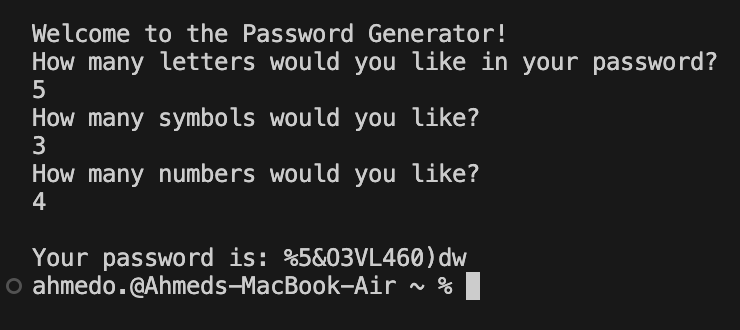 Welcome to the Password Generator!
How many letters would you like in your password?
5
How many symbols would you like?
3
How many numbers would you like?
4
Your password is: %5&O3VL460)dw
ahmedo.@Ahmeds-MacBook-Air ~ %